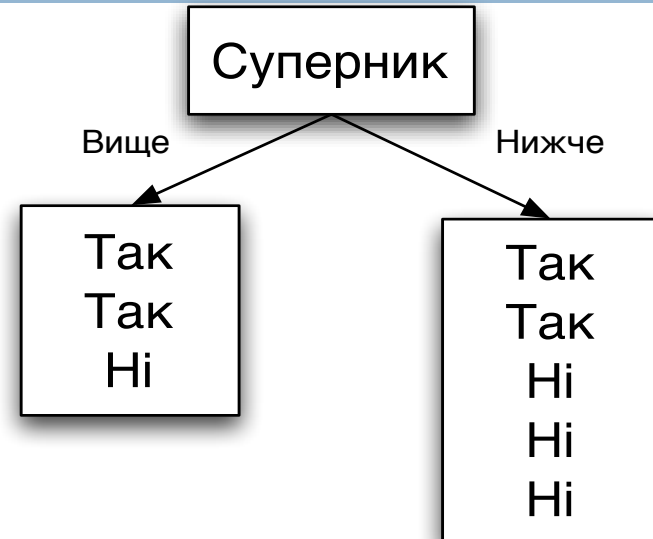 Суперник
Вище
Нижче
Так
Так
Ні
Так
Так
Ні
Ні
Ні